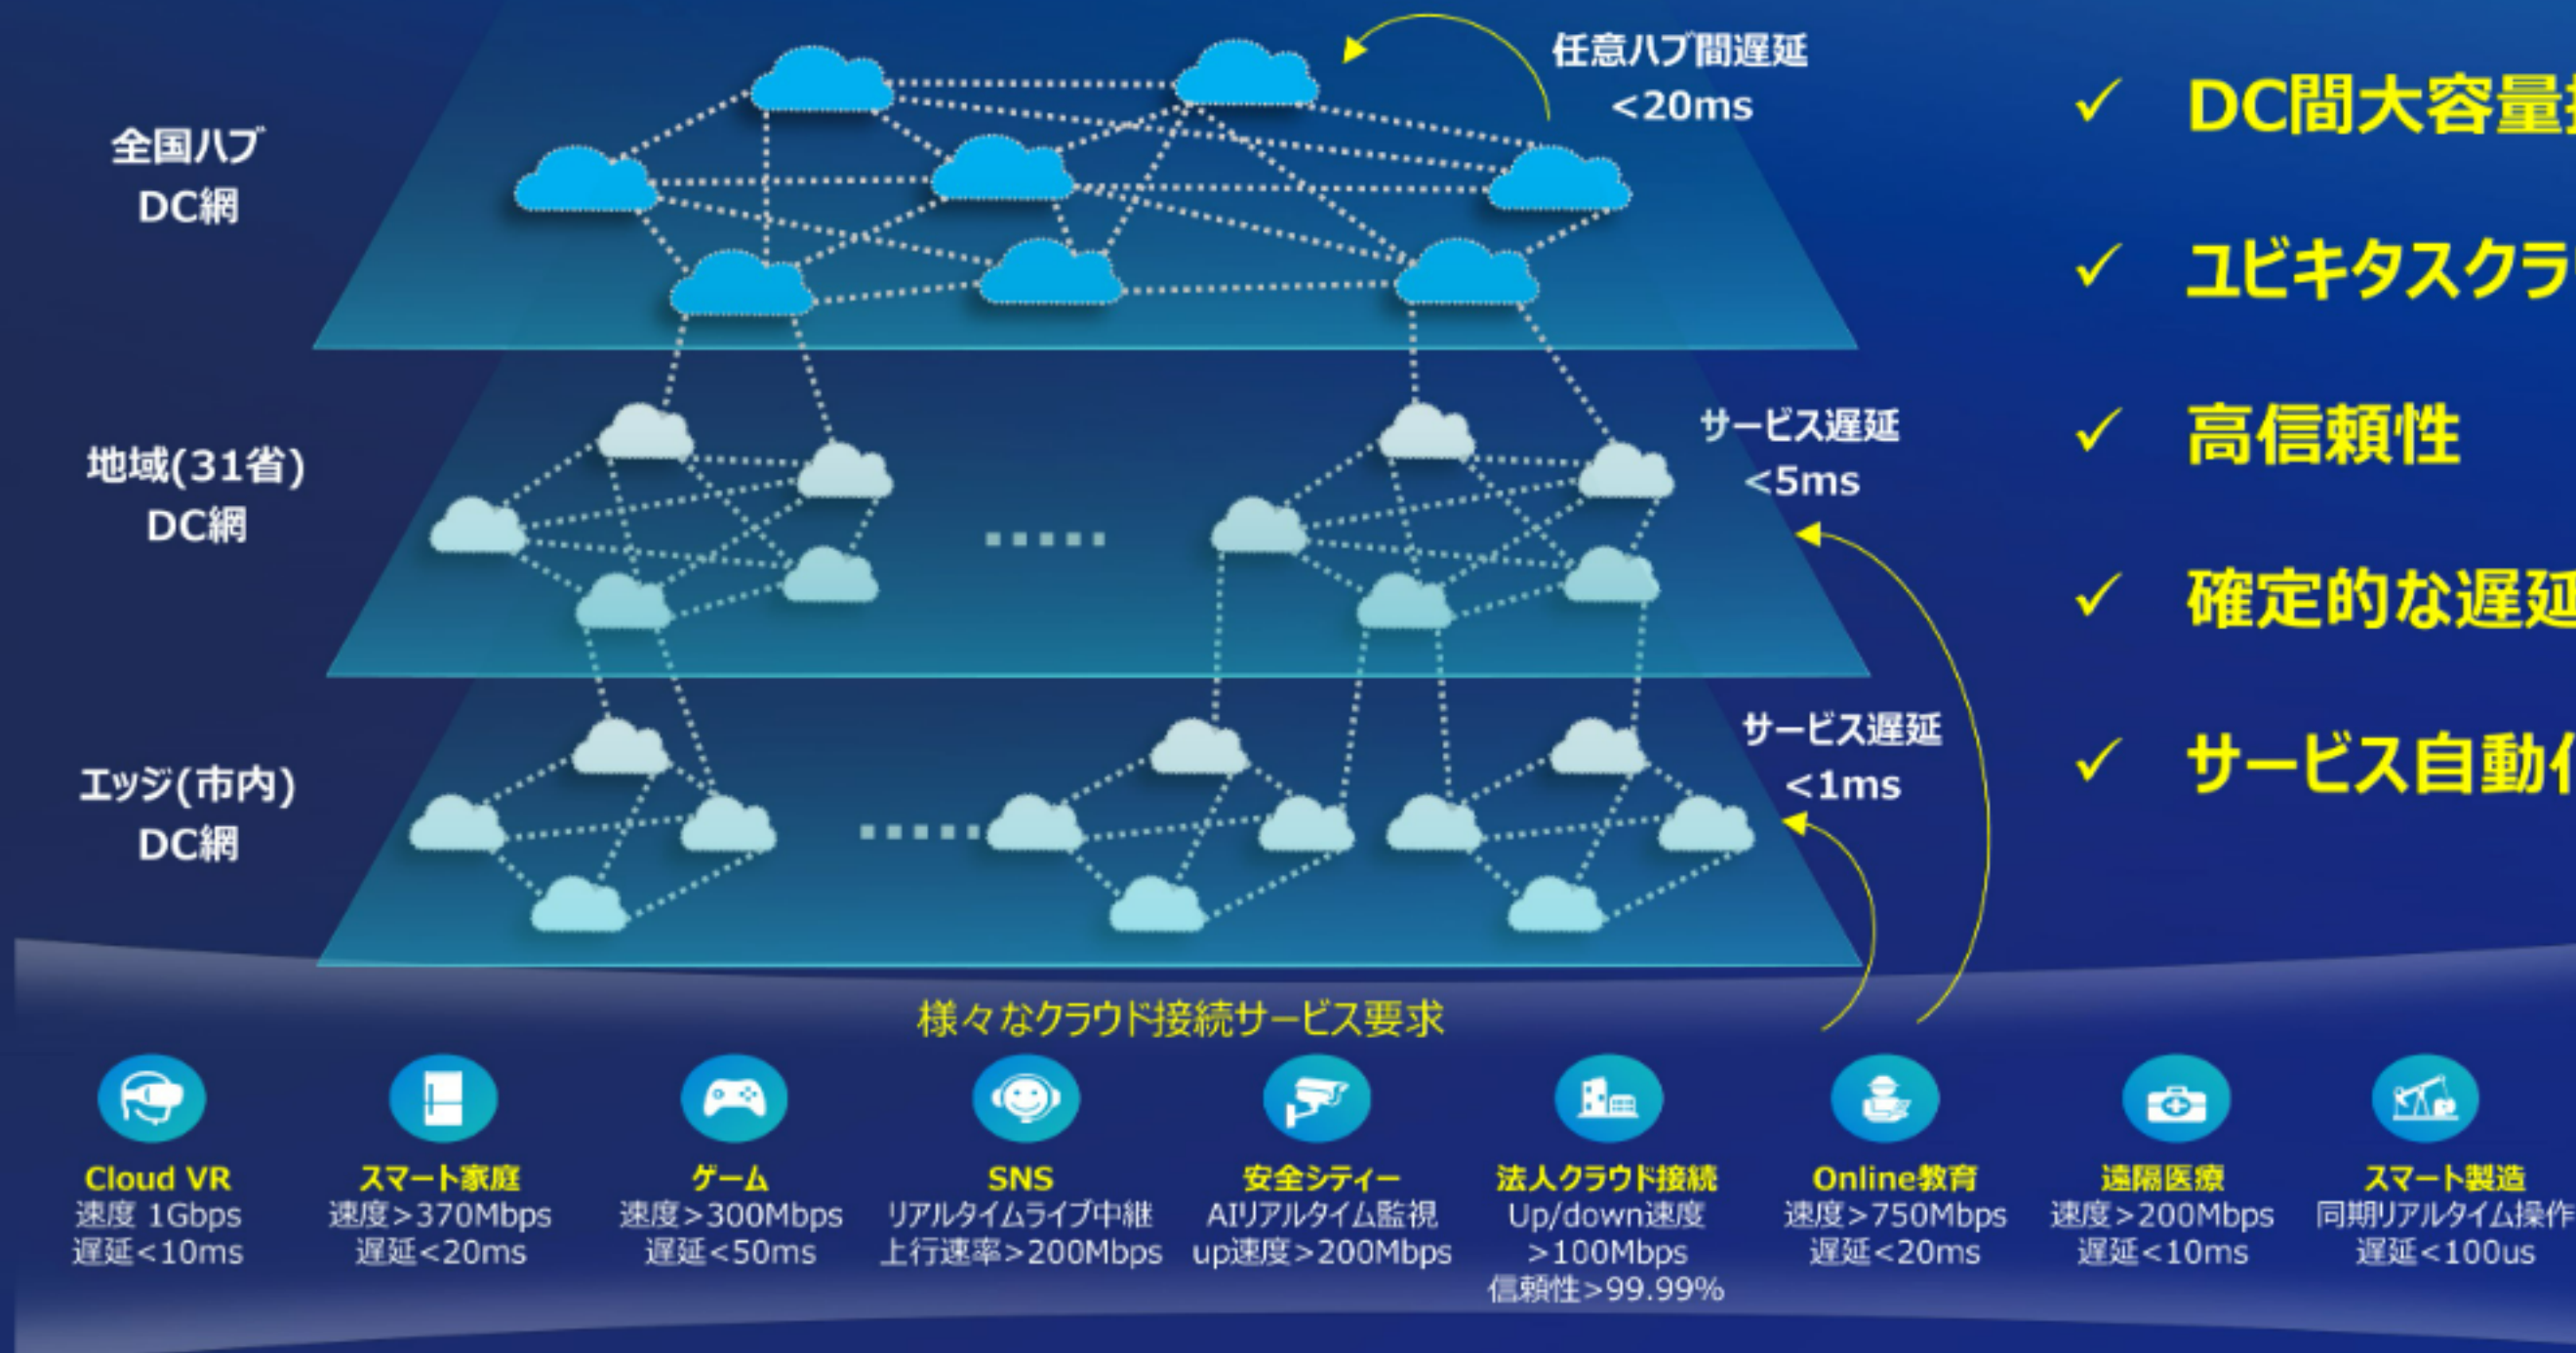 全国ハブ
DC網
任意ハブ間遅延
<20ms
地域(31省)
DC網
サービス遅延
<5ms
エッジ(市内)
DC網
サービス遅延
<1ms
✓ DC間大容量
✓ ユビキタスクラ
✓ 高信頼性
✓ 確定的な遅延
✓ サービス自動
様々なクラウド接続サービス要求
Cloud VR
速度 1Gbps
遅延<10ms
スマート家庭
速度>370Mbps
遅延<20ms
ゲーム
速度>300Mbps
遅延<50ms
SNS
リアルタイムライブ中継
上行速率>200Mbps
安全シティー
AIリアルタイム監視
up速度>200Mbps
法人クラウド接続
Up/down速度
>100Mbps
信頼性>99.99%
Online教育
速度>750Mbps
遅延<20ms
遠隔医療
速度>200Mbps
遅延<10ms
スマート製造
同期リアルタイム操作
遅延<100us